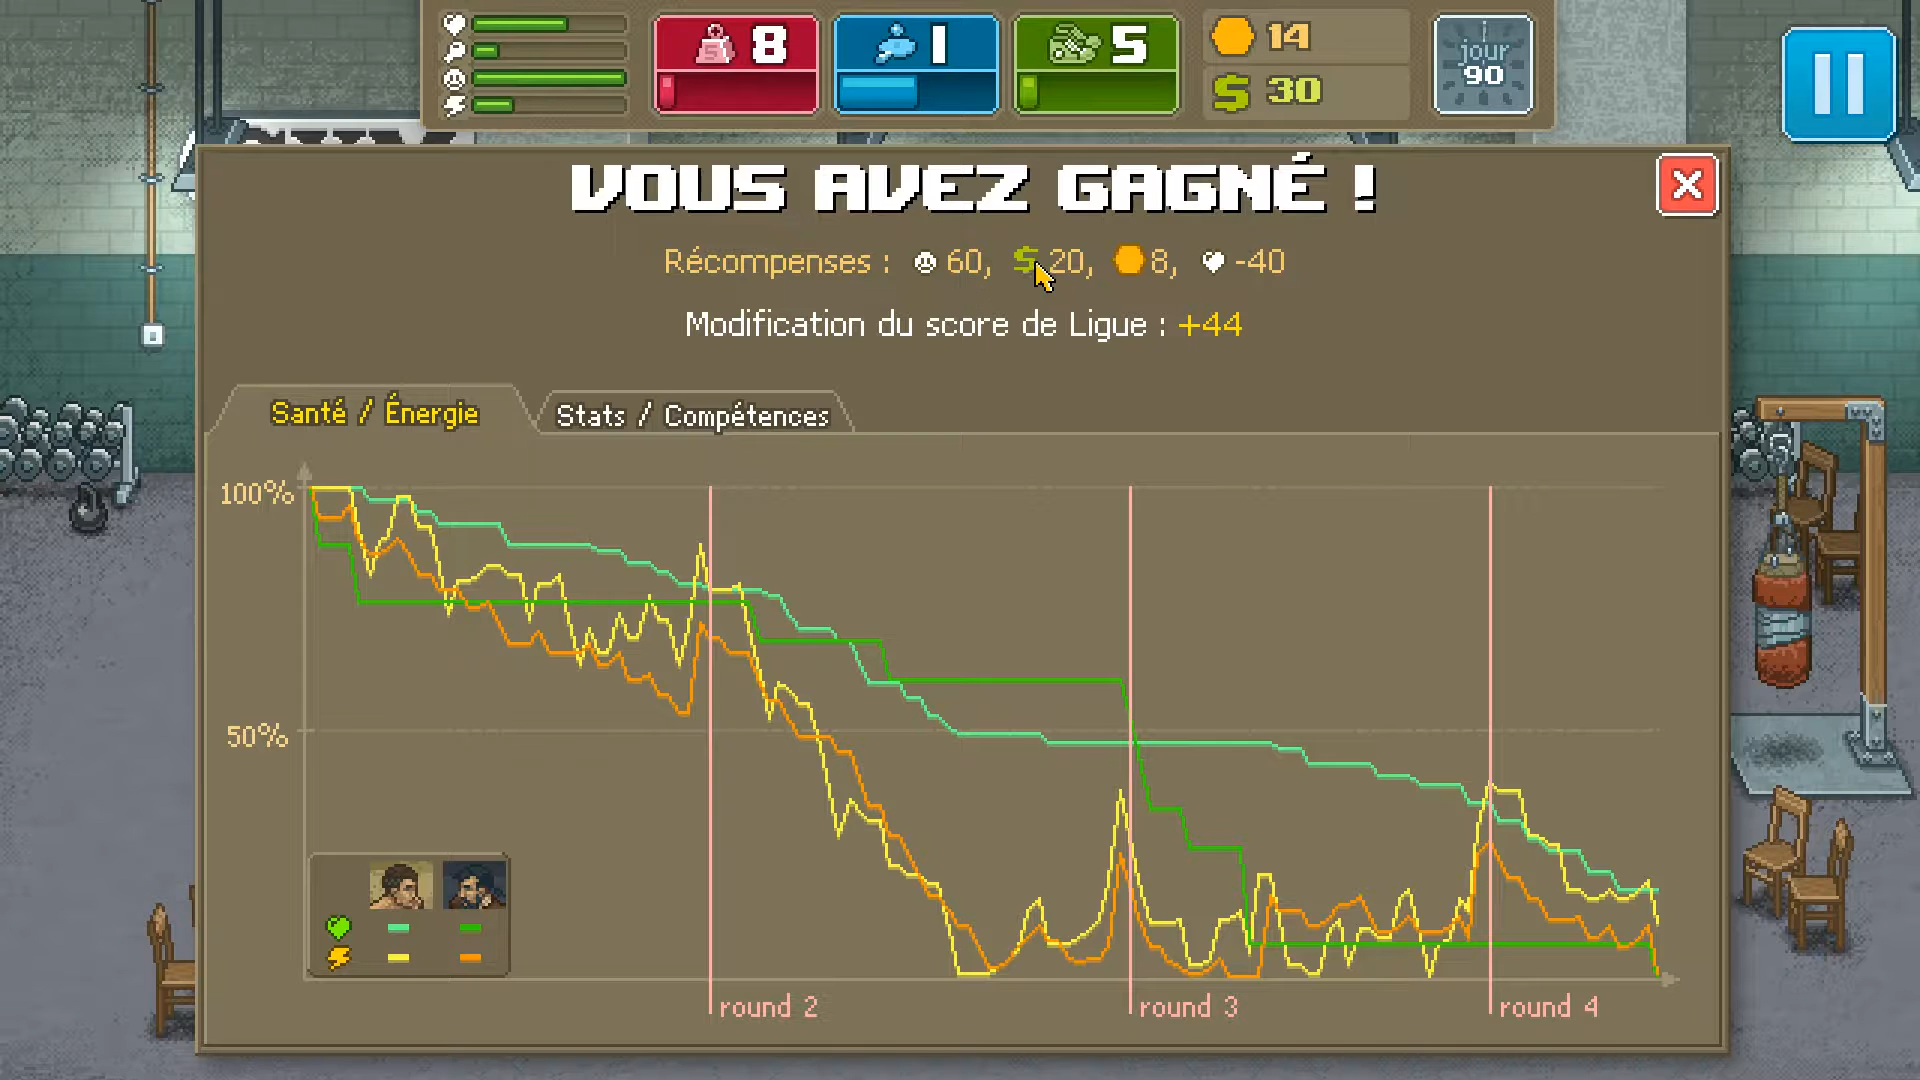 8
1
5
14
30
jour
90
VOUS AVEZ GAGNÉ !
Récompenses : 60, $ 20, 8, -40
Modification du score de Ligue : +44
Santé / Énergie
Stats / Compétences
100%
50%
round 2
round 3
round 4